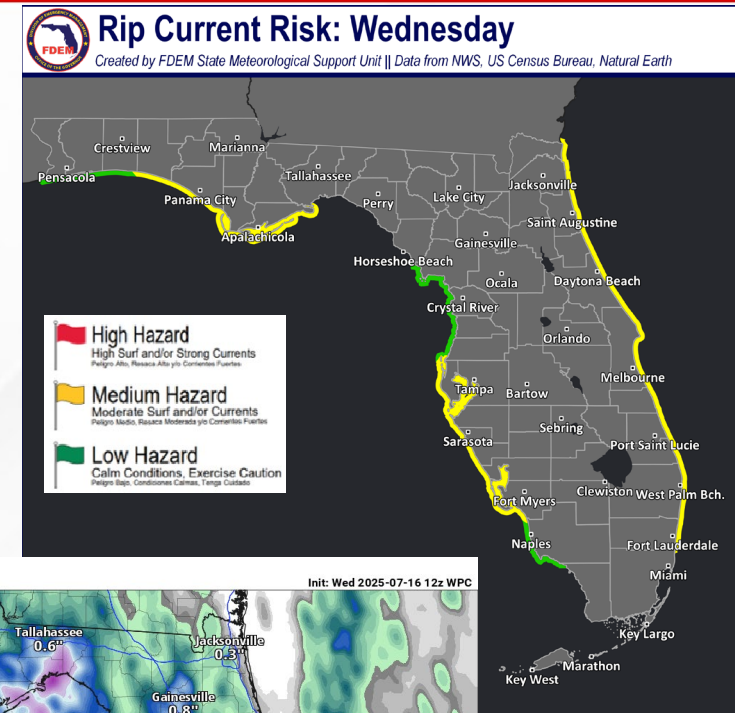 FDEM
Rip Current Risk: Wednesday
Created by FDEM State Meteorological Support Unit || Data from NWS, US Census Bureau, Natural Earth
Crestview
Marianna
Pensacola
Tallahassee
Jacksonville
Panama City
Perry
Lake City
Apalachicola
Saint Augustine
Gainesville
Horseshoe Beach
Ocala
Daytona Beach
Crystal River
Orlando
High Hazard
High Surf and/or Strong Currents
Peligro Alto, Resaca Alta y/o Corrientes Fuertes
Medium Hazard
Moderate Surf and/or Currents
Peligro Medio, Resaca Moderada y/o Corrientes Fuertes
Low Hazard
Calm Conditions, Exercise Caution
Peligro Bajo, Condiciones Calmas, Tenga Cuidado
Melbourne
Tampa
Bartow
Sebring
Sarasota
Port Saint Lucie
Fort Myers
Clewiston
West Palm Bch.
Naples
Fort Lauderdale
Miami
Key Largo
Marathon
Key West
Init: Wed 2025-07-16 12z WPC
Tallahassee
0.6"
Jacksonville
0.3"
Gainesville
0.8"